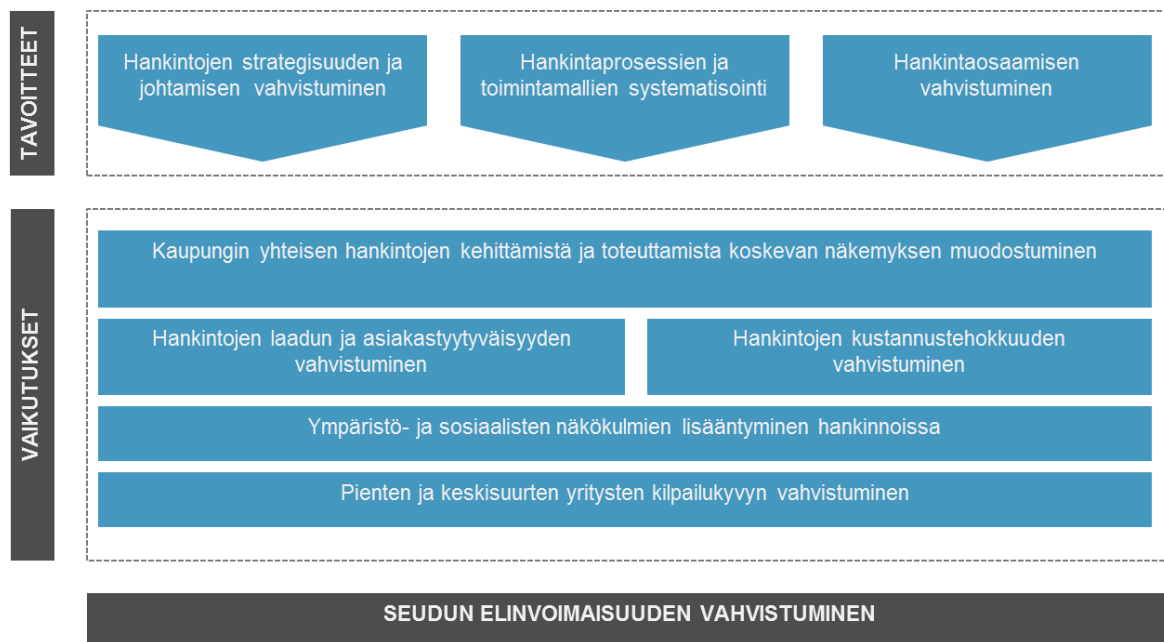 TAVOITTEET
Hankintojen strategisuuden ja
johtamisen vahvistuminen
Hankintaprosessien ja
toimintamallien systematisointi
Hankintaosaamisen
vahvistuminen
VAIKUTUKSET
Kaupungin yhteisen hankintojen kehittämistä ja toteuttamista koskevan näkemyksen muodostuminen
Hankintojen laadun ja asiakastyytyväisyyden
vahvistuminen
Hankintojen kustannustehokkuuden
vahvistuminen
Ympäristö- ja sosiaalisten näkökulmien lisääntyminen hankinnoissa
Pienten ja keskisuurten yritysten kilpailukyvyn vahvistuminen
SEUDUN ELINVOIMAISUUDEN VAHVISTUMINEN